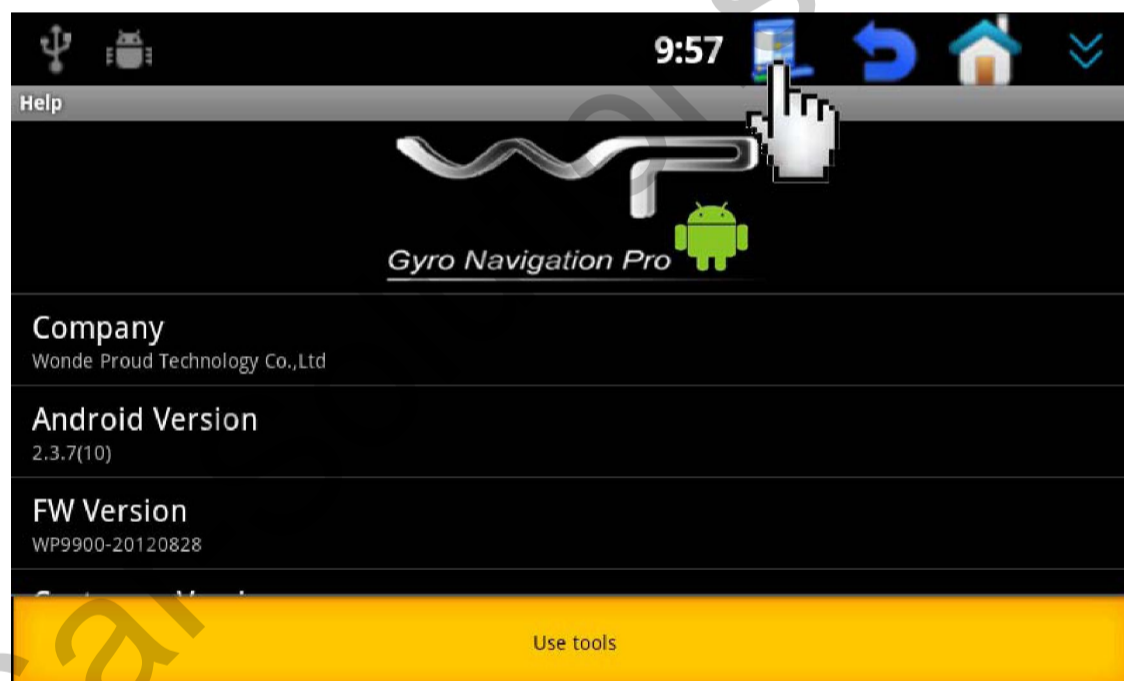 9:57
Help
WP
Gyro Navigation Pro
Company
Wonde Proud Technology Co.,Ltd
Android Version
2.3.7(10)
FW Version
WP9900-20120828
Use tools